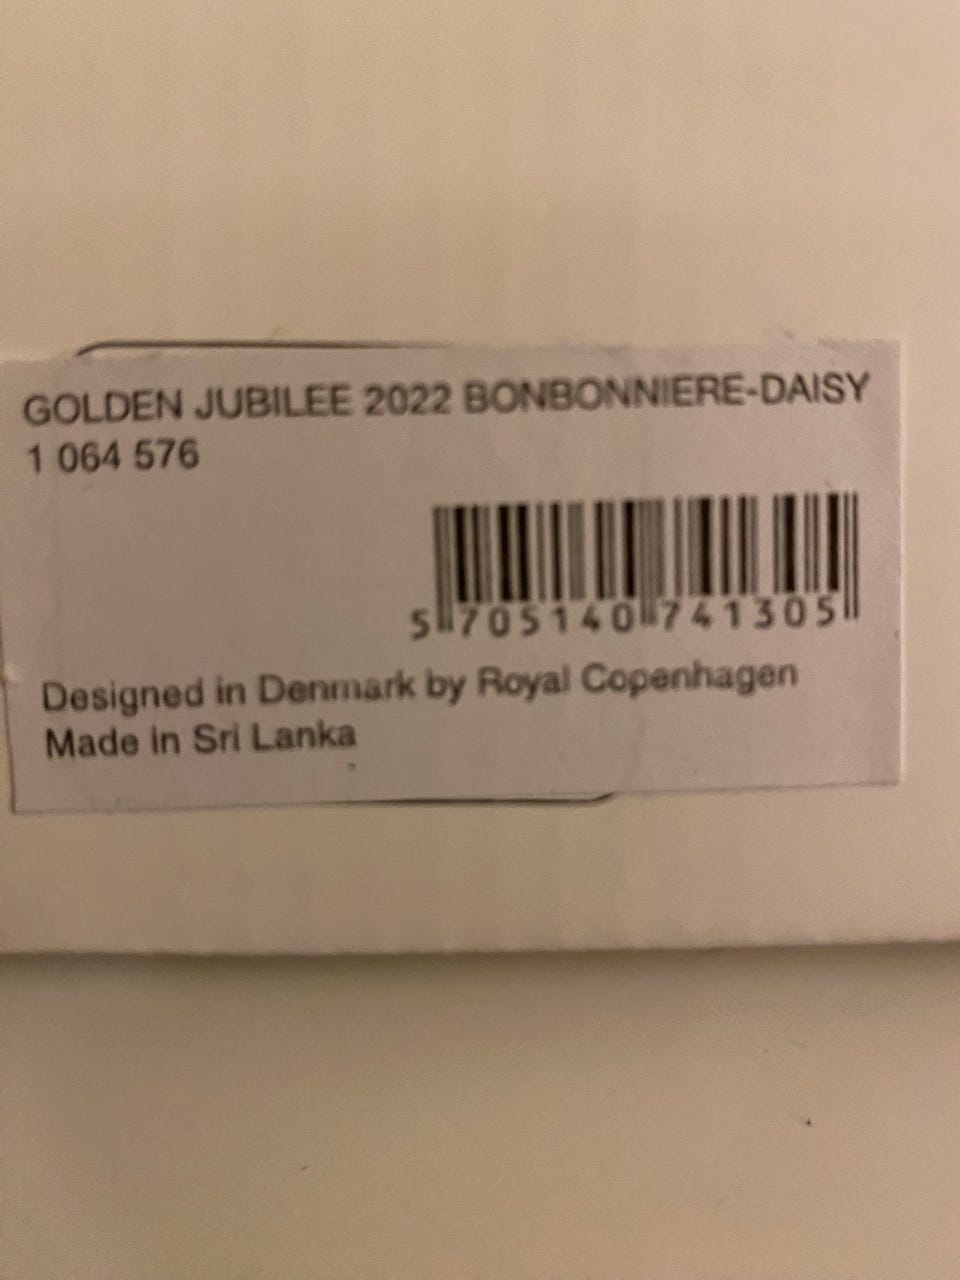 GOLDEN JUBILEE 2022 BONBONNIERE-DAISY
1 064 576
5 705140 741305
Designed in Denmark by Royal Copenhagen
Made in Sri Lanka